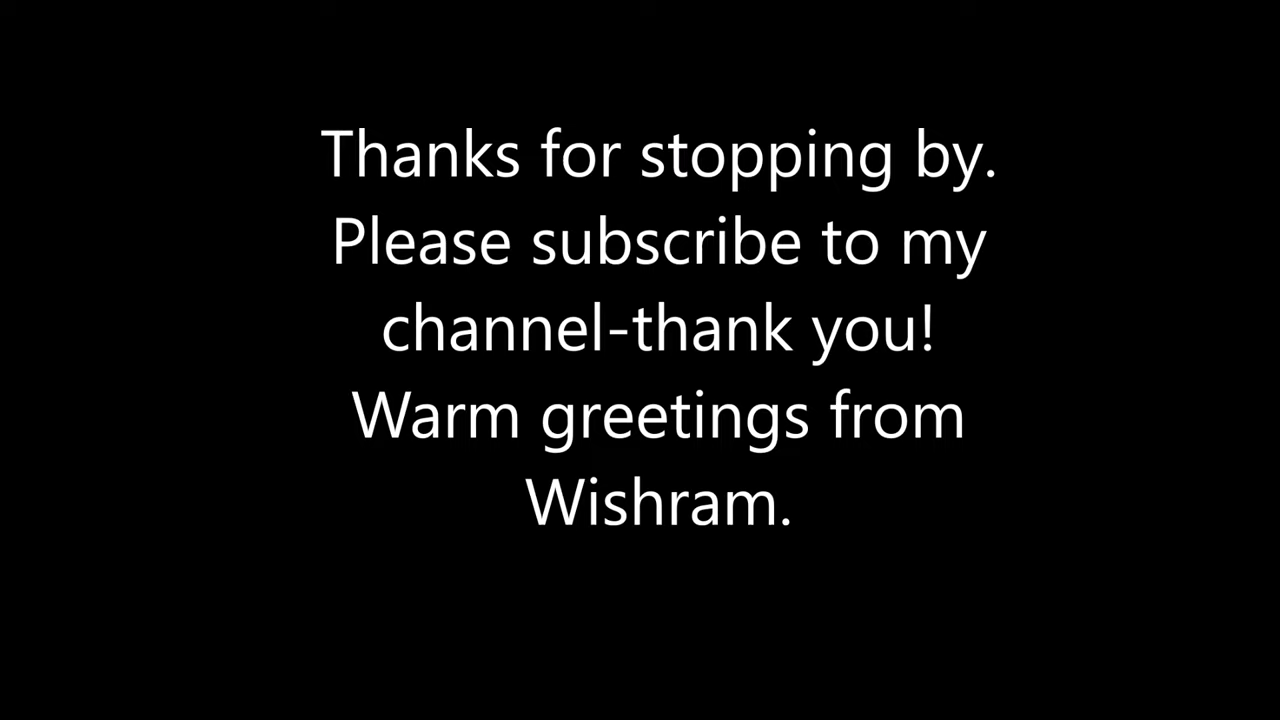 Thanks for stopping by.
Please subscribe to my
channel-thank you!
Warm greetings from
Wishram.